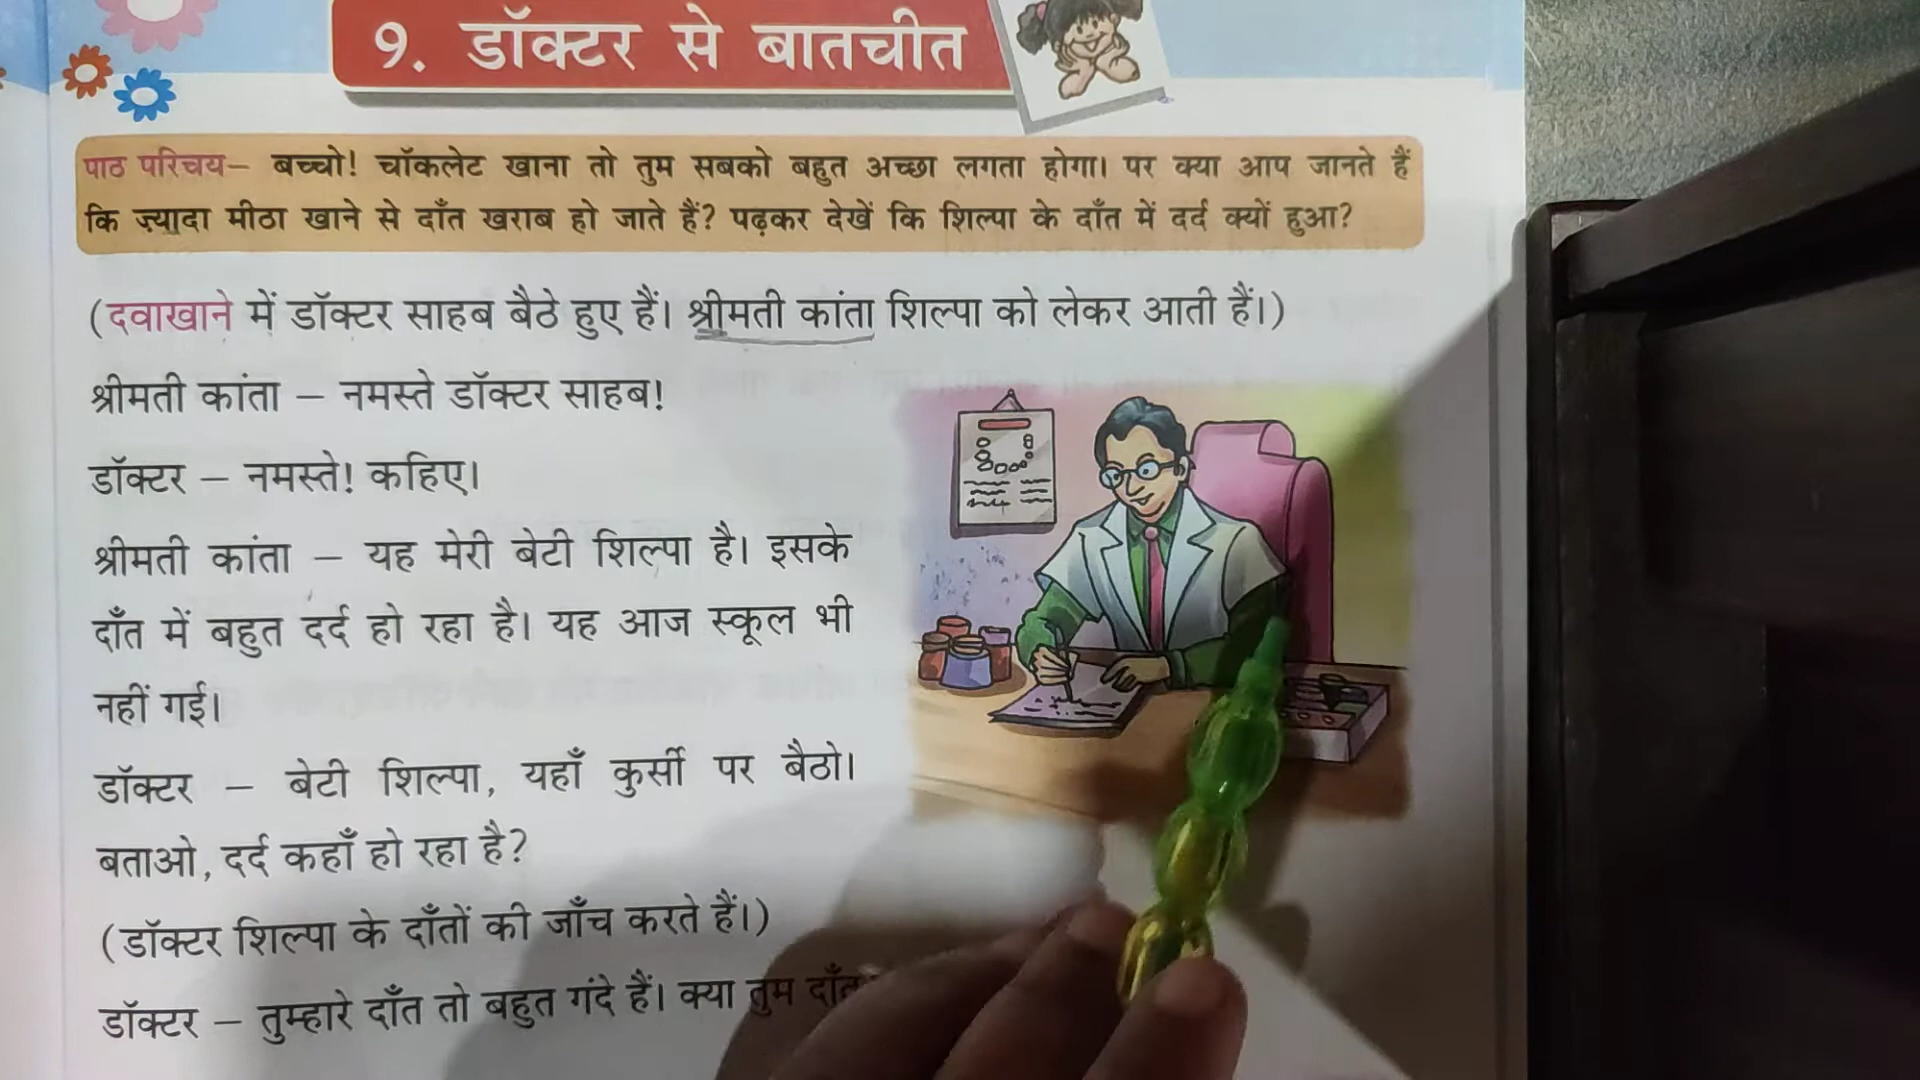 9. डॉक्टर से बातचीत
पाठ परिचय– बच्चो! चॉकलेट खाना तो तुम सबको बहुत अच्छा लगता होगा। पर क्या आप जानते हैं
कि ज़्यादा मीठा खाने से दाँत खराब हो जाते हैं? पढ़कर देखें कि शिल्पा के दाँत में दर्द क्यों हुआ?
(दवाखाने में डॉक्टर साहब बैठे हुए हैं। श्रीमती कांता शिल्पा को लेकर आती हैं।)
श्रीमती कांता – नमस्ते डॉक्टर साहब!
डॉक्टर – नमस्ते! कहिए।
श्रीमती कांता – यह मेरी बेटी शिल्पा है। इसके
दाँत में बहुत दर्द हो रहा है। यह आज स्कूल भी
नहीं गई।
डॉक्टर – बेटी शिल्पा, यहाँ कुर्सी पर बैठो।
बताओ, दर्द कहाँ हो रहा है?
(डॉक्टर शिल्पा के दाँतों की जाँच करते हैं।)
डॉक्टर – तुम्हारे दाँत तो बहुत गंदे हैं। क्या तुम दाँत